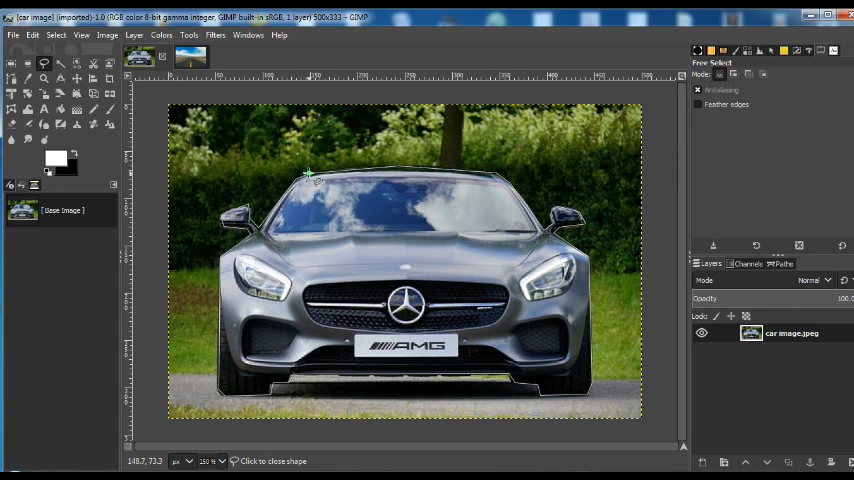 [car image] (imported)-1.0 (RGB color 8-bit gamma integer, GIMP built-in sRGB, 1 layer) 500x333 – GIMP
File Edit Select View Image Layer Colors Tools Filters Windows Help
Free Select
Mode:
Antialiasing
Feather edges
[ Base Image ]
AMG
Layers Channels Paths
Mode Normal
Opacity 100.0
Lock:
car image.jpeg
148.7, 73.3 px 150 % Click to close shape